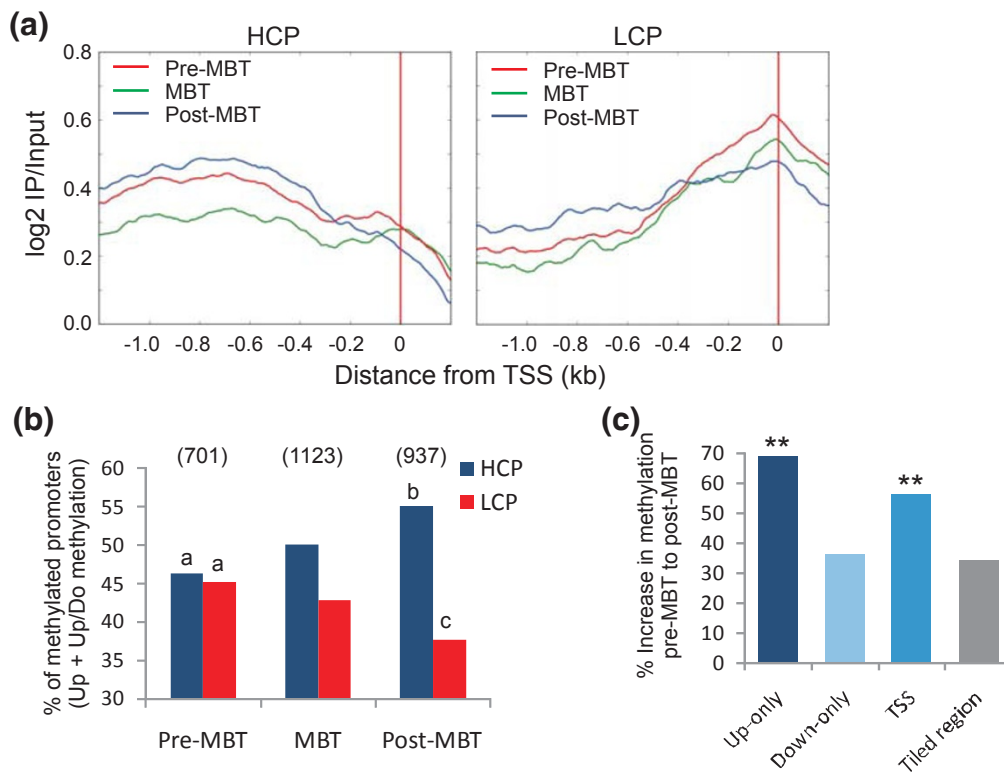 (a)
HCP
LCP
log2 IP/Input
0.8
0.6
0.4
0.2
0.0
Pre-MBT
MBT
Post-MBT
Pre-MBT
MBT
Post-MBT
-1.0 -0.8 -0.6 -0.4 -0.2 0
-1.0 -0.8 -0.6 -0.4 -0.2 0
Distance from TSS (kb)
(b)
% of methylated promoters
(Up + Up/Do methylation)
60
55
50
45
40
35
30
(701) (1123) (937)
HCP
LCP
a a
b
c
Pre-MBT MBT Post-MBT
(c)
% Increase in methylation
pre-MBT to post-MBT
70
60
50
40
30
20
10
0
**
**
Up-only
Down-only
TSS
Tiled region